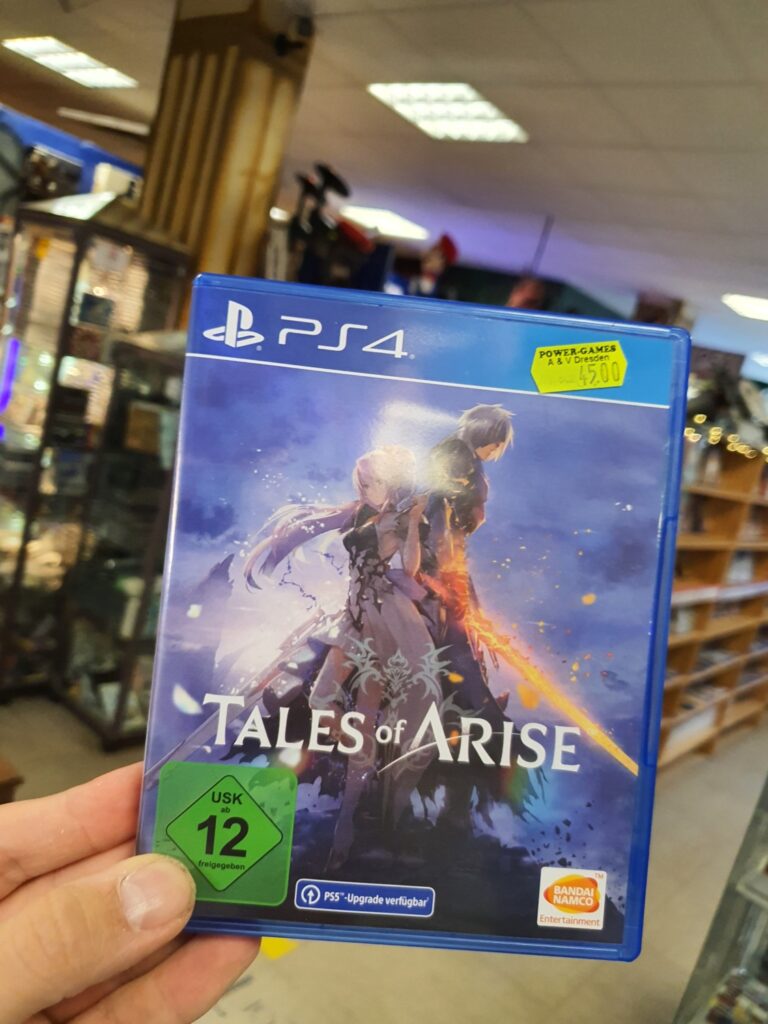 PS4
POWER-GAMES
A & V Dresden
45,00
TALES of ARISE
USK
ab
12
freigegeben
PS5™-Upgrade verfügbar
BANDAI
NAMCO
Entertainment